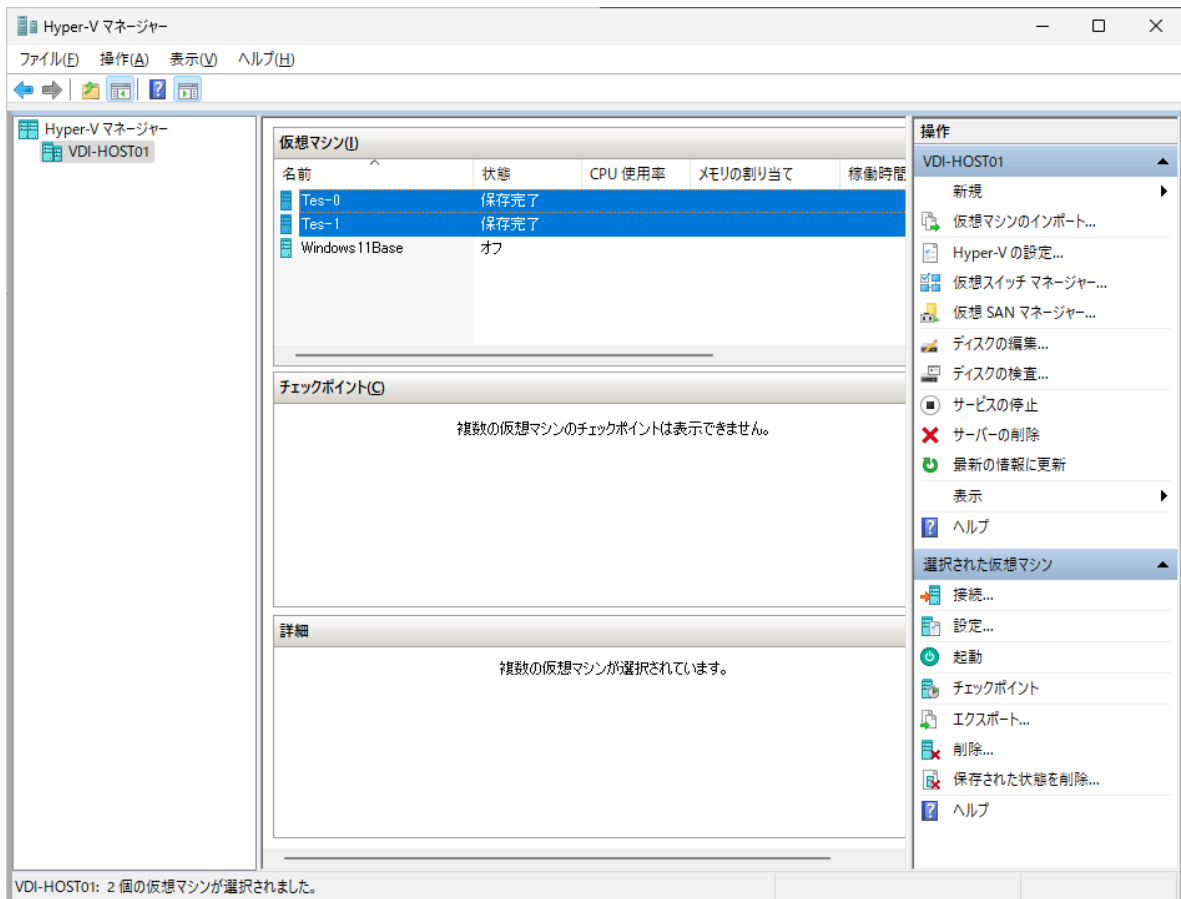 Hyper-V マネージャー
ファイル(F) 操作(A) 表示(V) ヘルプ(H)
Hyper-V マネージャー
VDI-HOST01
仮想マシン(I)
名前 状態 CPU 使用率 メモリの割り当て 稼働時間
Tes-0 保存完了
Tes-1 保存完了
Windows11Base オフ
チェックポイント(C)
複数の仮想マシンのチェックポイントは表示できません。
詳細
複数の仮想マシンが選択されています。
操作
VDI-HOST01
新規
仮想マシンのインポート...
Hyper-V の設定...
仮想スイッチ マネージャー...
仮想 SAN マネージャー...
ディスクの編集...
ディスクの検査...
サービスの停止
サーバーの削除
最新の情報に更新
表示
ヘルプ
選択された仮想マシン
接続...
設定...
起動
チェックポイント
エクスポート...
削除...
保存された状態を削除...
ヘルプ
VDI-HOST01: 2 個の仮想マシンが選択されました。